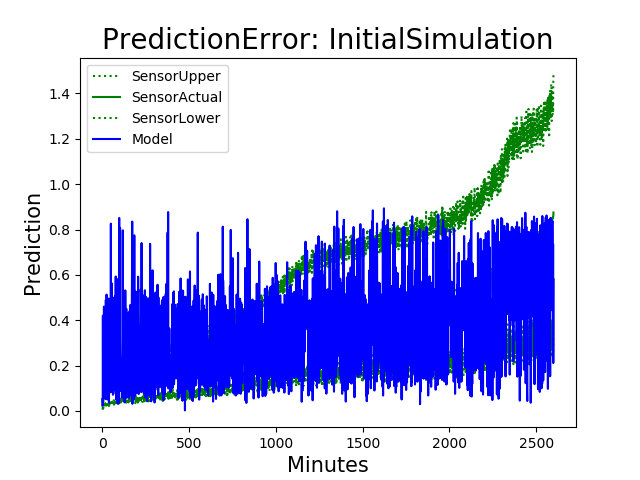 PredictionError: InitialSimulation
SensorUpper
SensorActual
SensorLower
Model
Prediction
1.4
1.2
1.0
0.8
0.6
0.4
0.2
0.0
0 500 1000 1500 2000 2500
Minutes